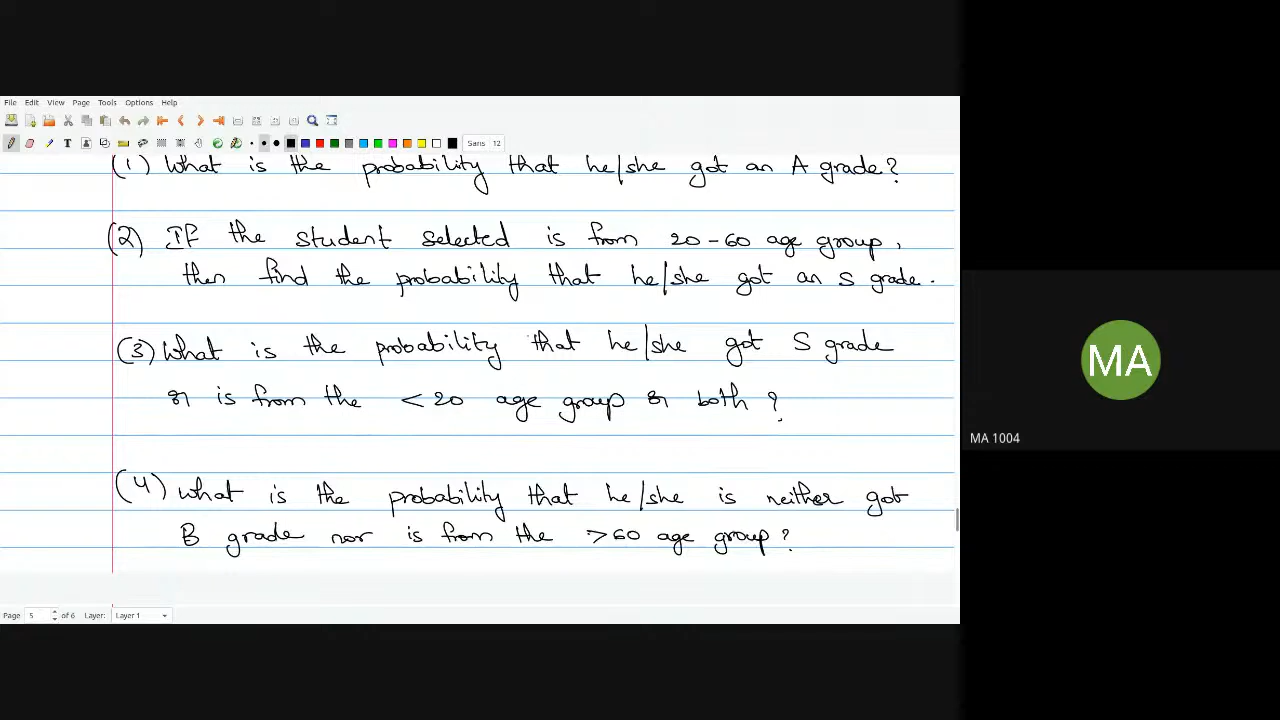 File Edit View Page Tools Options Help
Sans 12
(1) What is the probability that he/she got an A grade?
(2) If the student selected is from 20-60 age group,
then find the probability that he/she got an S grade.
(3) What is the probability that he/she got S grade
or is from the <20 age group or both ?
(4) what is the probability that he/she is neither got
B grade nor is from the >60 age group?
Page 5 of 6 Layer: Layer 1
MA
MA 1004